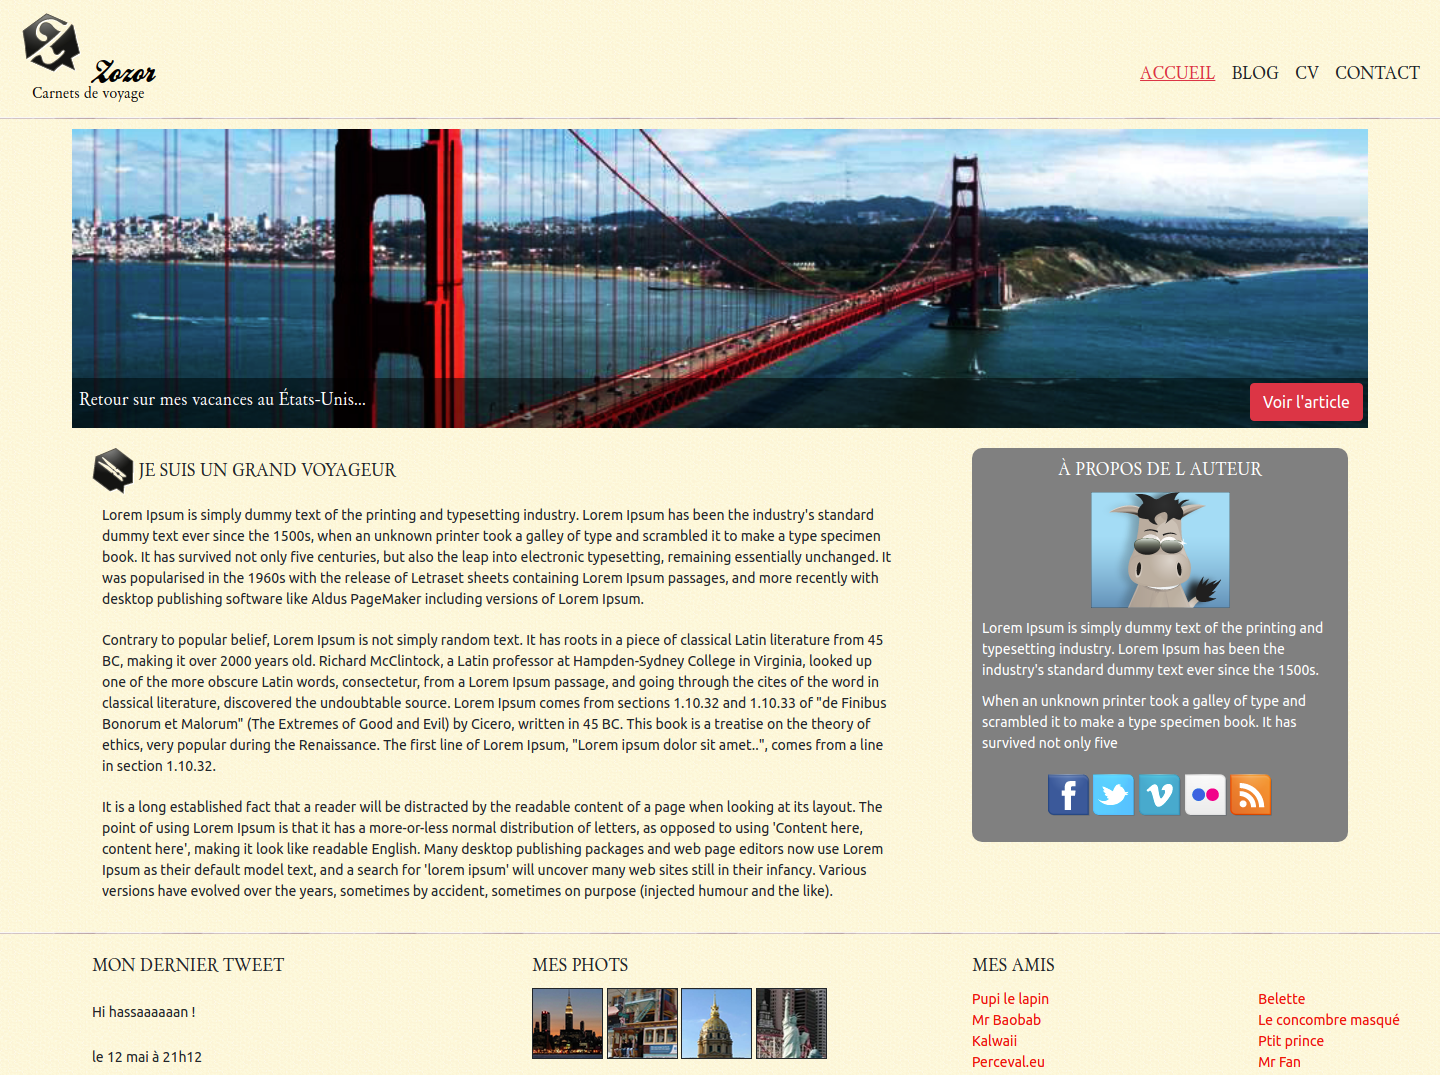 Zozor
Carnets de voyage
ACCUEIL BLOG CV CONTACT
Retour sur mes vacances au États-Unis...
Voir l'article
JE SUIS UN GRAND VOYAGEUR
Lorem Ipsum is simply dummy text of the printing and typesetting industry. Lorem Ipsum has been the industry's standard
dummy text ever since the 1500s, when an unknown printer took a galley of type and scrambled it to make a type specimen
book. It has survived not only five centuries, but also the leap into electronic typesetting, remaining essentially unchanged. It
was popularised in the 1960s with the release of Letraset sheets containing Lorem Ipsum passages, and more recently with
desktop publishing software like Aldus PageMaker including versions of Lorem Ipsum.
Contrary to popular belief, Lorem Ipsum is not simply random text. It has roots in a piece of classical Latin literature from 45
BC, making it over 2000 years old. Richard McClintock, a Latin professor at Hampden-Sydney College in Virginia, looked up
one of the more obscure Latin words, consectetur, from a Lorem Ipsum passage, and going through the cites of the word in
classical literature, discovered the undoubtable source. Lorem Ipsum comes from sections 1.10.32 and 1.10.33 of "de Finibus
Bonorum et Malorum" (The Extremes of Good and Evil) by Cicero, written in 45 BC. This book is a treatise on the theory of
ethics, very popular during the Renaissance. The first line of Lorem Ipsum, "Lorem ipsum dolor sit amet..", comes from a line
in section 1.10.32.
It is a long established fact that a reader will be distracted by the readable content of a page when looking at its layout. The
point of using Lorem Ipsum is that it has a more-or-less normal distribution of letters, as opposed to using 'Content here,
content here', making it look like readable English. Many desktop publishing packages and web page editors now use Lorem
Ipsum as their default model text, and a search for 'lorem ipsum' will uncover many web sites still in their infancy. Various
versions have evolved over the years, sometimes by accident, sometimes on purpose (injected humour and the like).
À PROPOS DE L AUTEUR
Lorem Ipsum is simply dummy text of the printing and
typesetting industry. Lorem Ipsum has been the
industry's standard dummy text ever since the 1500s.
When an unknown printer took a galley of type and
scrambled it to make a type specimen book. It has
survived not only five
MON DERNIER TWEET
Hi hassaaaaaan !
le 12 mai à 21h12
MES PHOTS
MES AMIS
Pupi le lapin
Mr Baobab
Kalwaii
Perceval.eu
Belette
Le concombre masqué
Ptit prince
Mr Fan